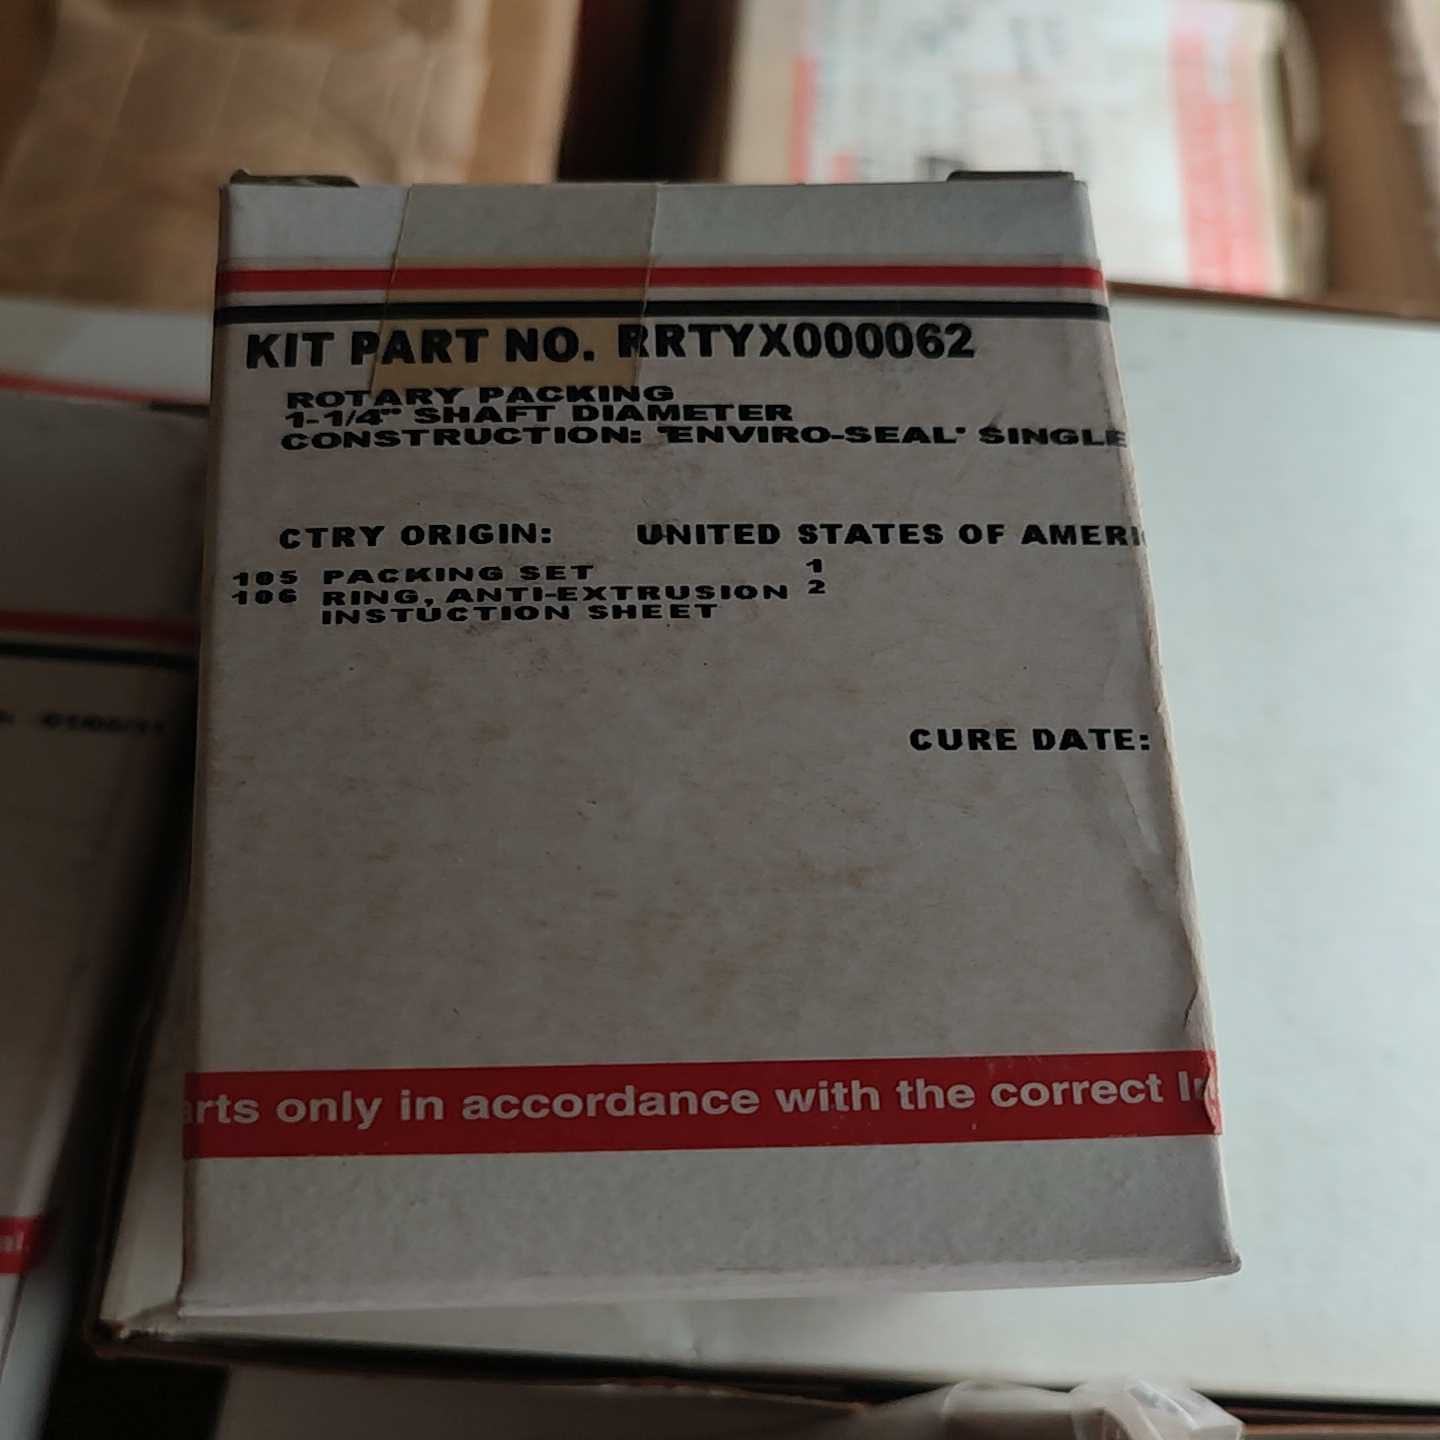 KIT PART NO. RRTYX000062
ROTARY PACKING
1-1/4" SHAFT DIAMETER
CONSTRUCTION: 'ENVIRO-SEAL' SINGLE
CTRY ORIGIN: UNITED STATES OF AMERI
105 PACKING SET 1
106 RING, ANTI-EXTRUSION 2
INSTUCTION SHEET
CURE DATE:
arts only in accordance with the correct